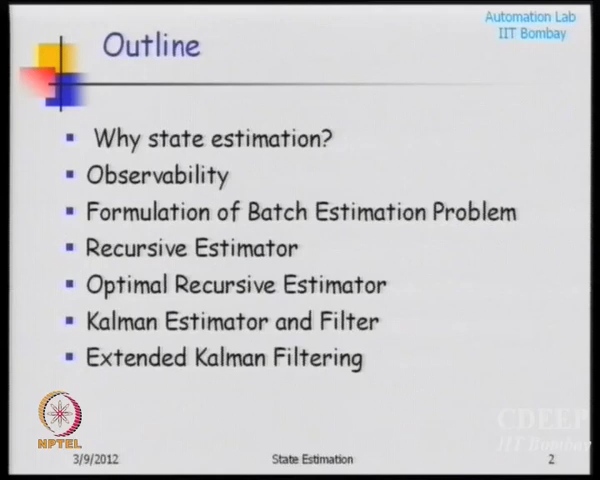 Automation Lab
IIT Bombay
Outline
Why state estimation?
Observability
Formulation of Batch Estimation Problem
Recursive Estimator
Optimal Recursive Estimator
Kalman Estimator and Filter
Extended Kalman Filtering
NPTEL
CDEEP
IIT Bombay
3/9/2012
State Estimation
2